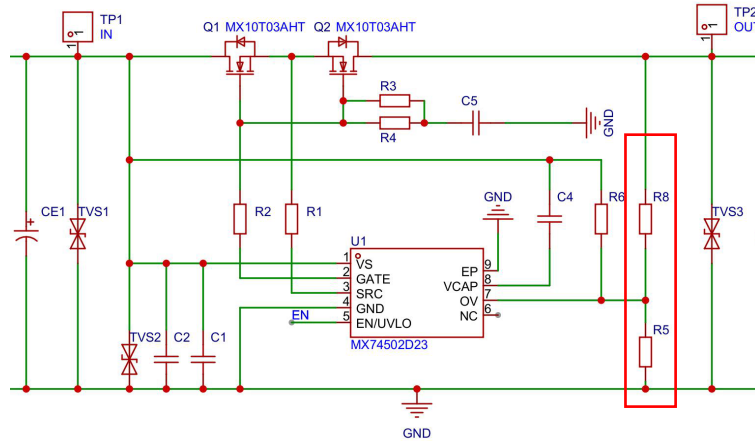 TP1
IN
1
Q1 MX10T03AHT
Q2 MX10T03AHT
TP2
OUT
1
R3
R4
C5
GND
CE1
TVS1
R2
R1
GND
C4
R6
R8
TVS3
U1
1 VS
2 GATE
3 SRC
4 GND
5 EN/UVLO
EP 9
VCAP 8
OV 7
NC 6
EN
MX74502D23
TVS2
C2
C1
R5
GND